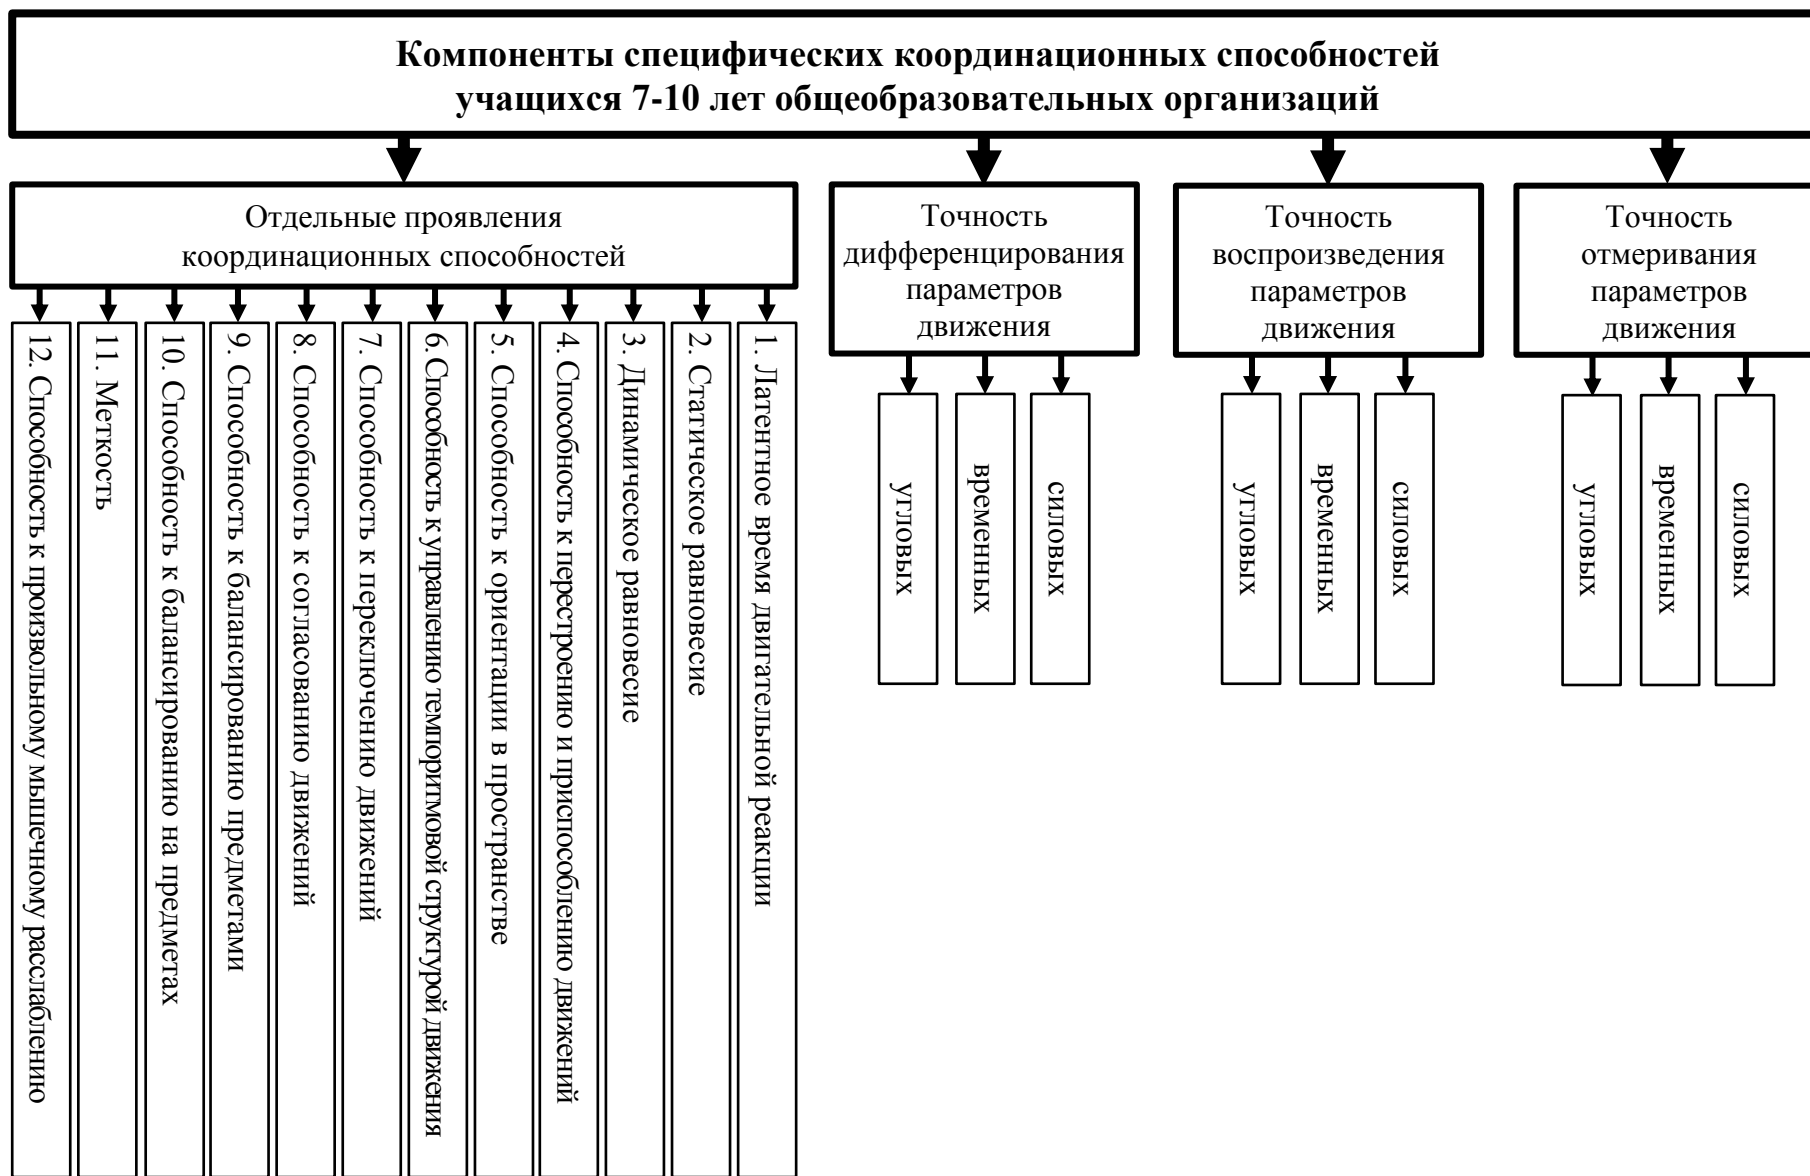 Компоненты специфических координационных способностей
учащихся 7-10 лет общеобразовательных организаций
Отдельные проявления
координационных способностей
Точность
дифференцирования
параметров
движения
Точность
воспроизведения
параметров
движения
Точность
отмеривания
параметров
движения
12. Способность к произвольному мышечному расслаблению
11. Меткость
10. Способность к балансированию на предметах
9. Способность к балансированию предметами
8. Способность к согласованию движений
7. Способность к переключению движений
6. Способность к управлению темпоритмовой структурой движения
5. Способность к ориентации в пространстве
4. Способность к перестроению и приспособлению движений
3. Динамическое равновесие
2. Статическое равновесие
1. Латентное время двигательной реакции
угловых
временных
силовых
угловых
временных
силовых
угловых
временных
силовых